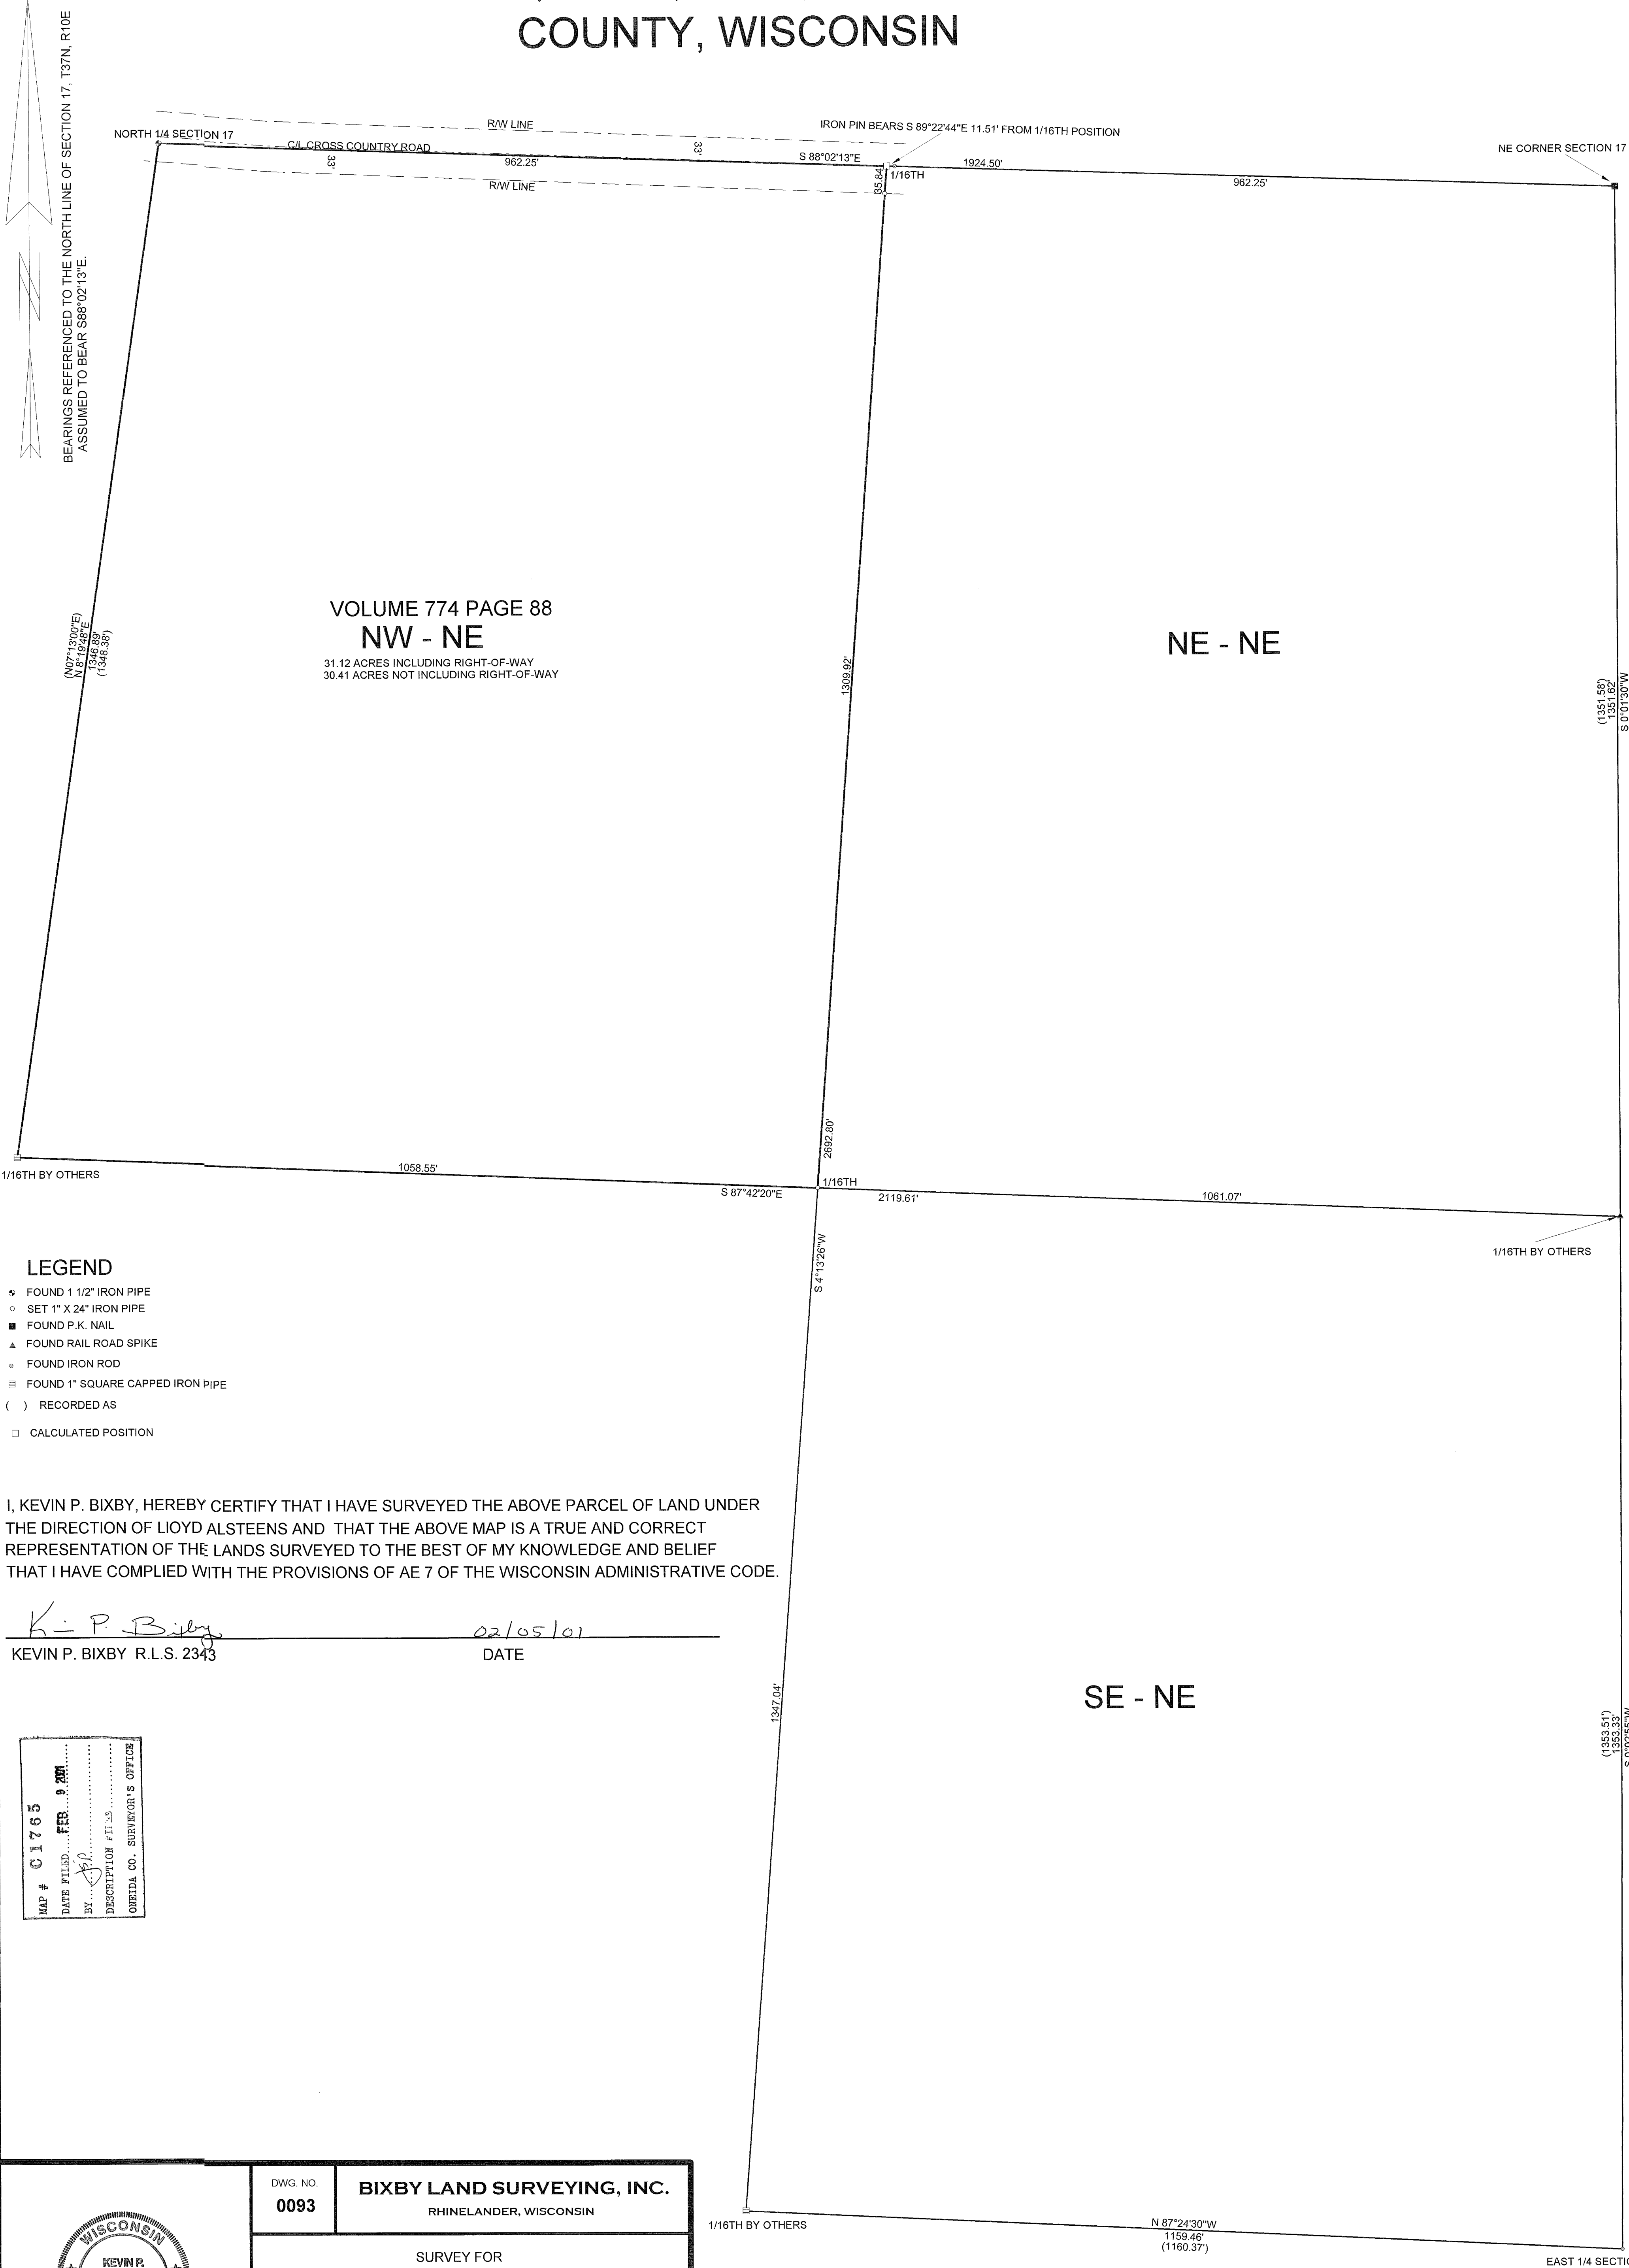 COUNTY, WISCONSIN
BEARINGS REFERENCED TO THE NORTH LINE OF SECTION 17, T37N, R10E
ASSUMED TO BEAR S88°02'13"E.
N
NORTH 1/4 SECTION 17
R/W LINE
C/L CROSS COUNTRY ROAD
33'
962.25'
33'
R/W LINE
IRON PIN BEARS S 89°22'44"E 11.51' FROM 1/16TH POSITION
S 88°02'13"E
1924.50'
35.84'
1/16TH
962.25'
NE CORNER SECTION 17
(N07°13'00"E)
N 8°19'48"E
1346.89'
(1348.38')
VOLUME 774 PAGE 88
NW - NE
31.12 ACRES INCLUDING RIGHT-OF-WAY
30.41 ACRES NOT INCLUDING RIGHT-OF-WAY
1309.92'
NE - NE
(1351.58')
1351.62'
S 0°01'30"W
2692.80'
1/16TH BY OTHERS
1058.55'
S 87°42'20"E
1/16TH
2119.61'
1061.07'
1/16TH BY OTHERS
S 4°13'26"W
LEGEND
FOUND 1 1/2" IRON PIPE
SET 1" X 24" IRON PIPE
FOUND P.K. NAIL
FOUND RAIL ROAD SPIKE
FOUND IRON ROD
FOUND 1" SQUARE CAPPED IRON PIPE
( ) RECORDED AS
CALCULATED POSITION
I, KEVIN P. BIXBY, HEREBY CERTIFY THAT I HAVE SURVEYED THE ABOVE PARCEL OF LAND UNDER
THE DIRECTION OF LIOYD ALSTEENS AND THAT THE ABOVE MAP IS A TRUE AND CORRECT
REPRESENTATION OF THE LANDS SURVEYED TO THE BEST OF MY KNOWLEDGE AND BELIEF
THAT I HAVE COMPLIED WITH THE PROVISIONS OF AE 7 OF THE WISCONSIN ADMINISTRATIVE CODE.
K-P. Bixby 02/05/01
KEVIN P. BIXBY R.L.S. 2343 DATE
1347.04'
SE - NE
(1353.51')
1353.33'
MAP # C1765
DATE FILED FEB 9 2001
BY
DESCRIPTION FILES
ONEIDA CO. SURVEYOR'S OFFICE
DWG. NO.
0093
BIXBY LAND SURVEYING, INC.
RHINELANDER, WISCONSIN
SURVEY FOR
WISCONSIN
KEVIN P.
1/16TH BY OTHERS
N 87°24'30"W
1159.46'
(1160.37')
EAST 1/4